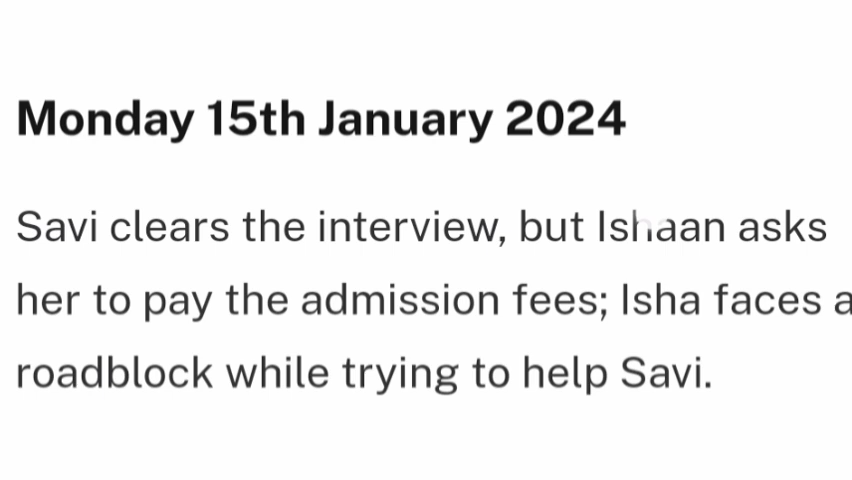 Monday 15th January 2024
Savi clears the interview, but Ishaan asks
her to pay the admission fees; Isha faces a
roadblock while trying to help Savi.